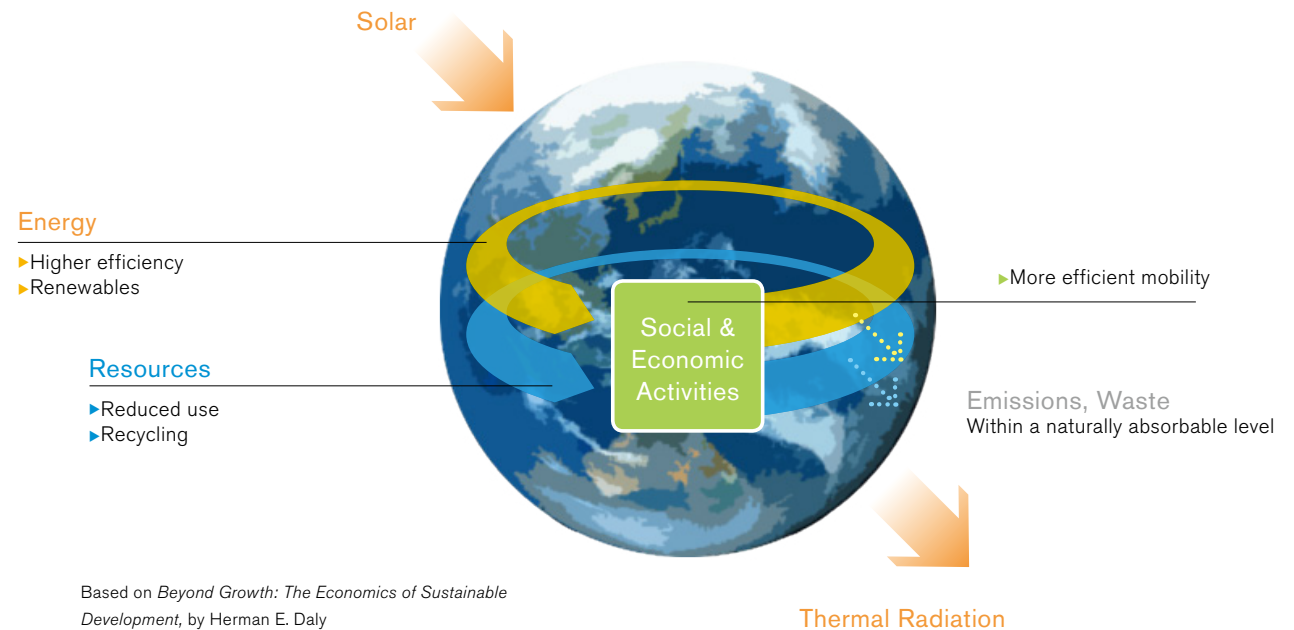 Solar
Energy
▶Higher efficiency
▶Renewables
Resources
▶Reduced use
▶Recycling
Social &
Economic
Activities
▶More efficient mobility
Emissions, Waste
Within a naturally absorbable level
Thermal Radiation
Based on Beyond Growth: The Economics of Sustainable
Development, by Herman E. Daly